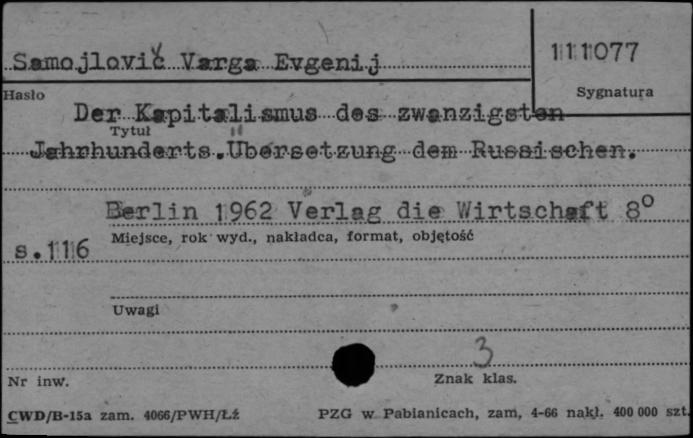 111077
Samojlovič Varga Evgenij
Sygnatura
Hasło
Der Kapitalismus des zwanzigsten
Tytuł
Jahrhunderts.Übersetzung dem Russischen.
Berlin 1962 Verlag die Wirtschaft 8°
Miejsce, rok wyd., nakładca, format, objętość
s.116
Uwagi
3
Nr inw.
Znak klas.
CWD/B-15a zam. 4066/PWH/Łź
PZG w Pabianicach, zam, 4-66 nakł. 400 000 szt.